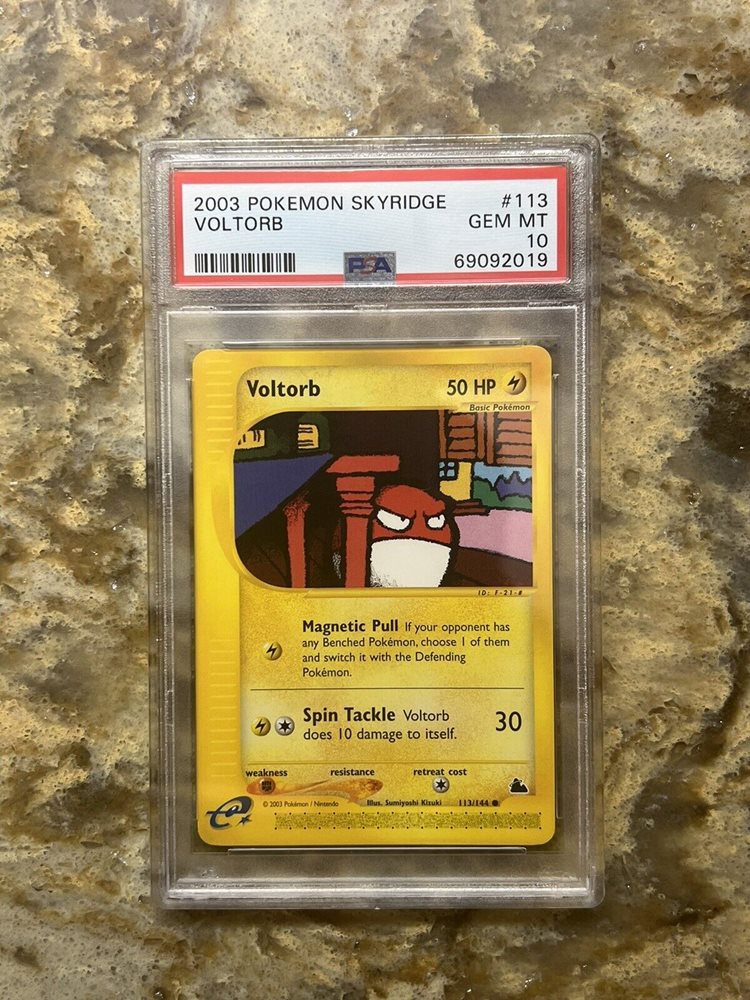 2003 POKEMON SKYRIDGE #113
VOLTORB GEM MT
10
PSA 69092019
Voltorb 50 HP
Basic Pokémon
ID: F-21-#
Magnetic Pull If your opponent has
any Benched Pokémon, choose 1 of them
and switch it with the Defending
Pokémon.
Spin Tackle Voltorb 30
does 10 damage to itself.
weakness resistance retreat cost
© 2003 Pokémon / Nintendo Illus. Sumiyoshi Kizuki 113/144 ●
e